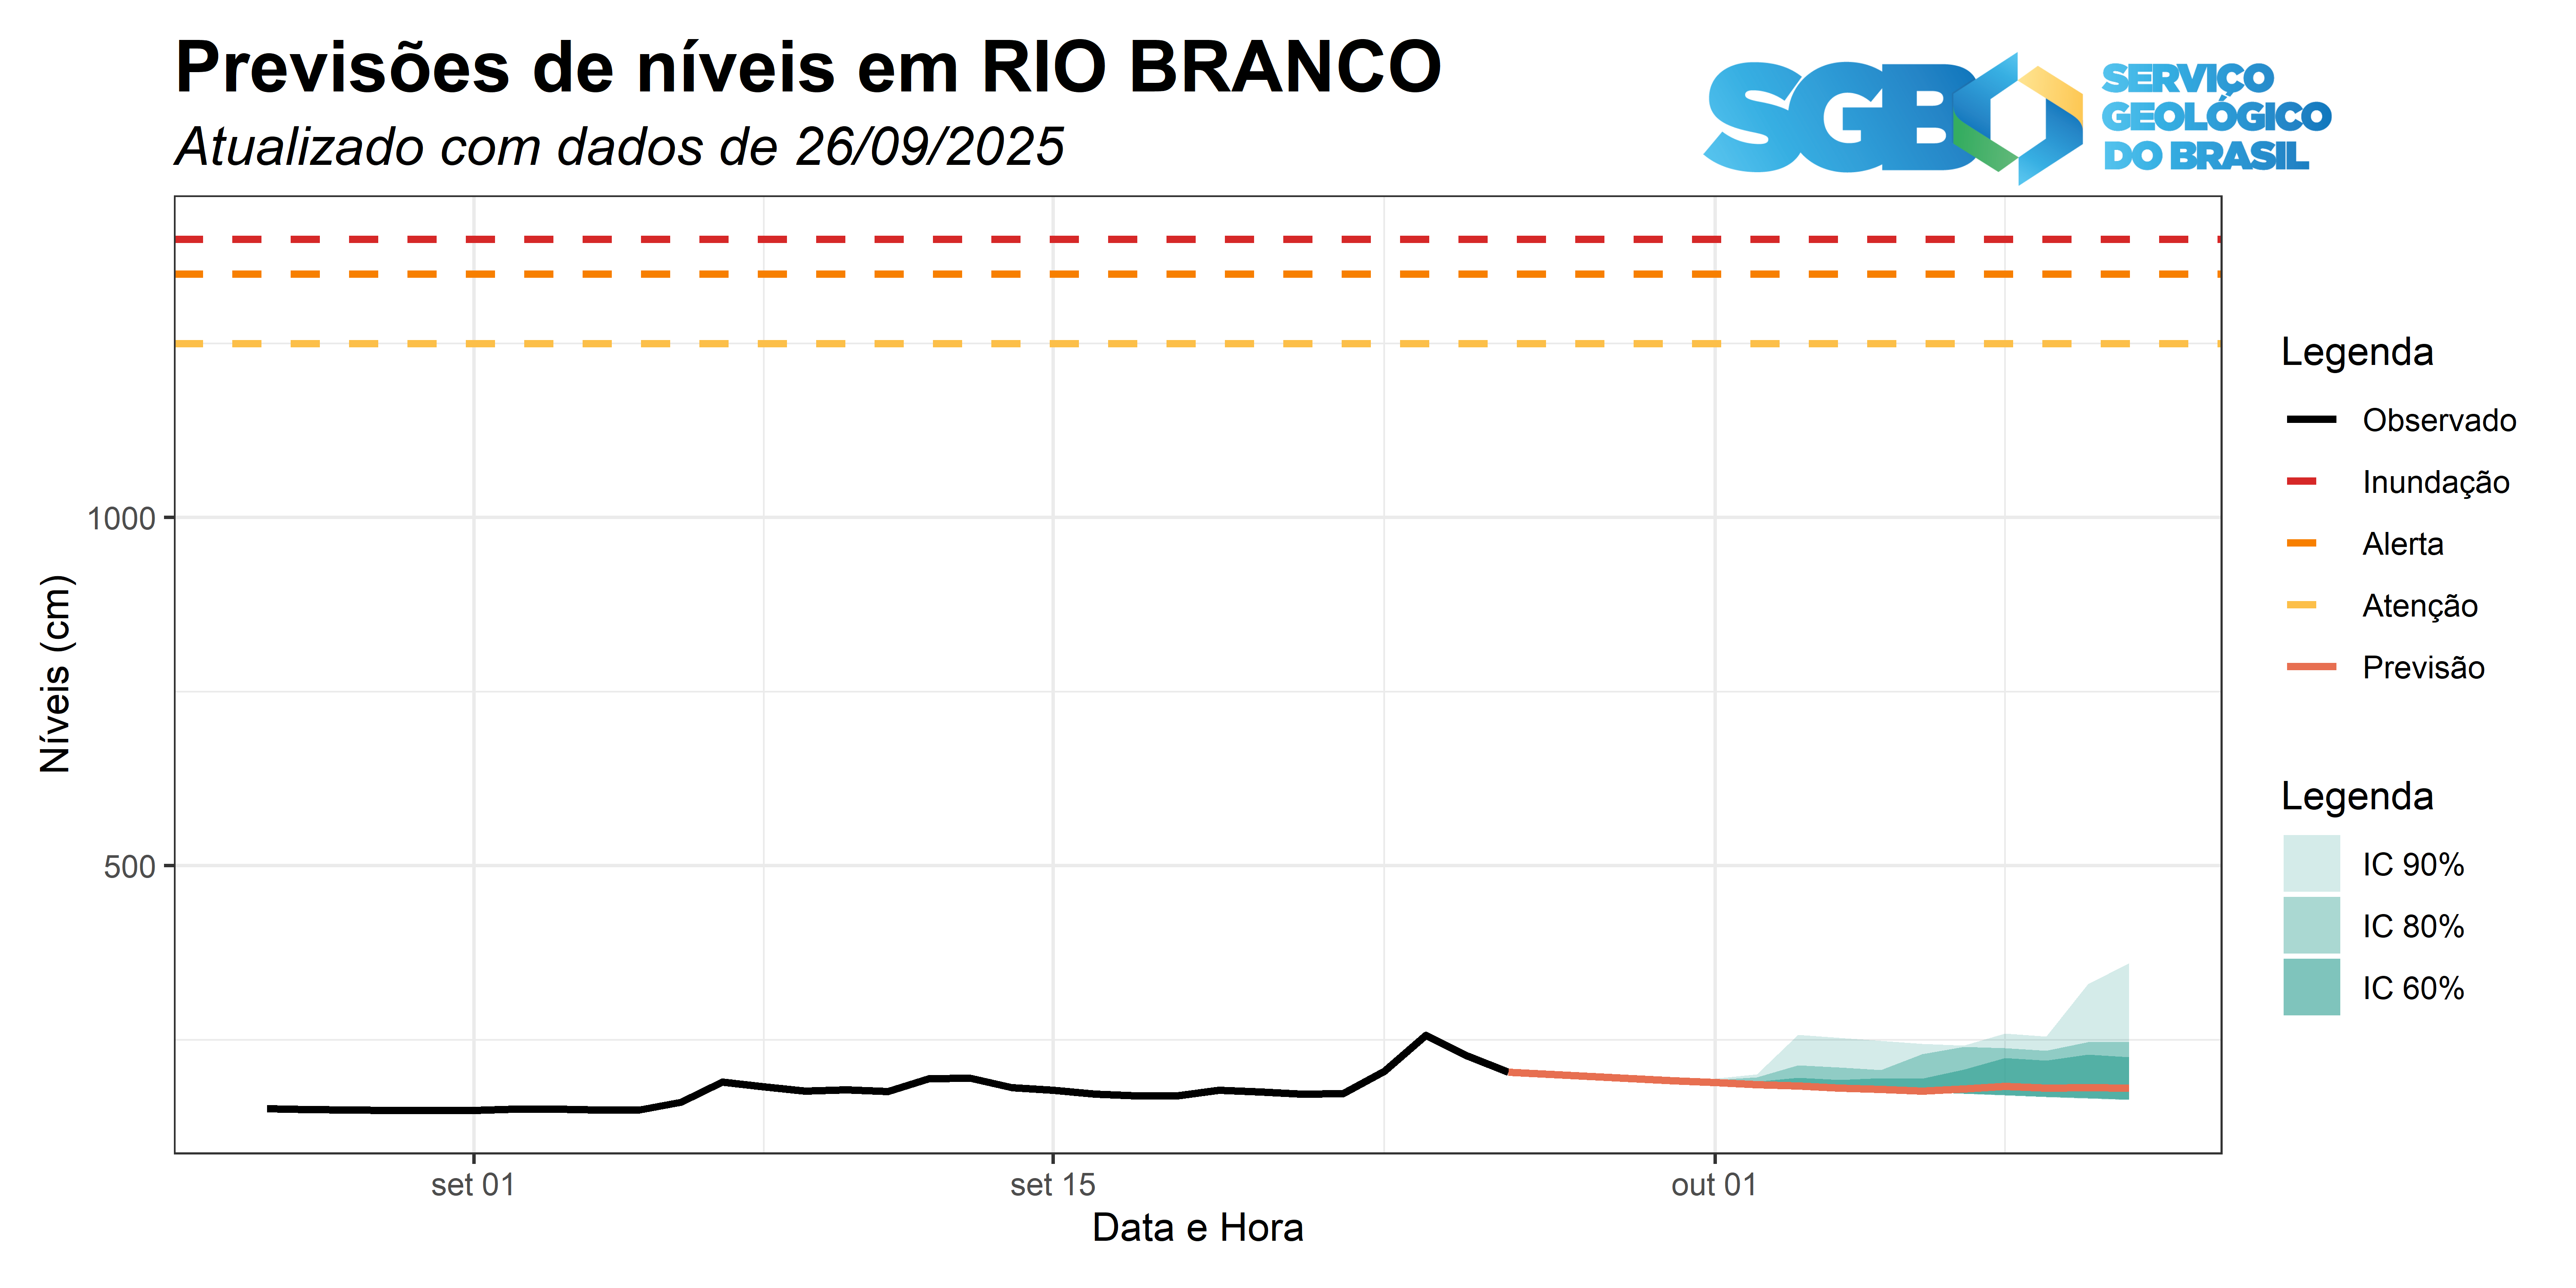 Previsões de níveis em RIO BRANCO
Atualizado com dados de 26/09/2025
SGB
SERVIÇO
GEOLÓGICO
DO BRASIL
1000
500
Níveis (cm)
set 01
set 15
out 01
Data e Hora
Legenda
Observado
Inundação
Alerta
Atenção
Previsão
Legenda
IC 90%
IC 80%
IC 60%